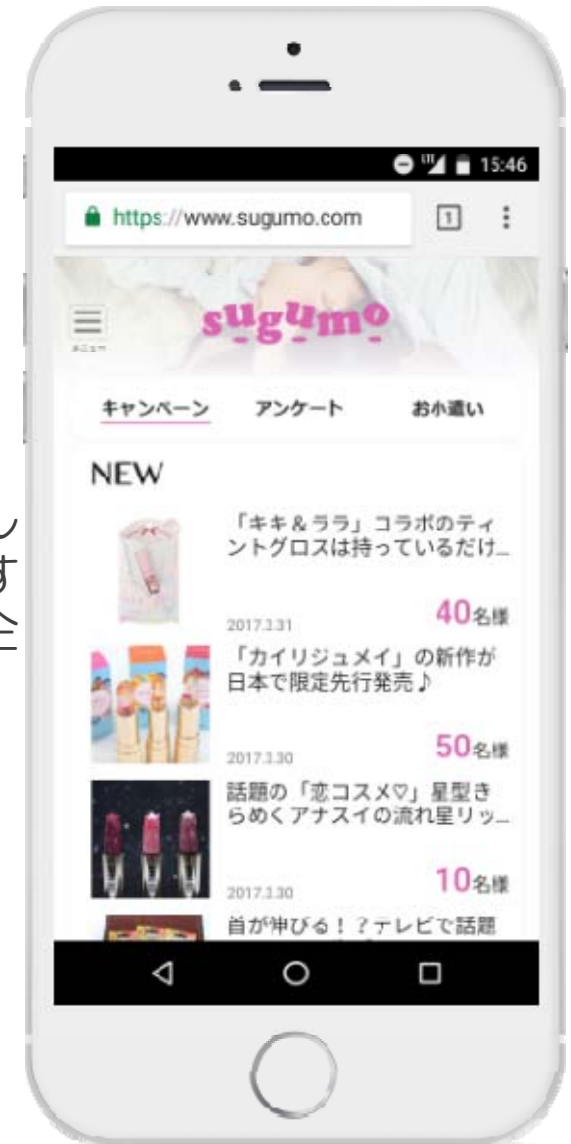 15:46
https://www.sugumo.com
1
sugumo
メニュー
キャンペーン
アンケート
お小遣い
NEW
「キキ＆ララ」コラボのティ
ントグロスは持っているだけ…
2017.3.31
40名様
「カイリジュメイ」の新作が
日本で限定先行発売♪
2017.3.30
50名様
話題の「恋コスメ♡」星型き
らめくアナスイの流れ星リッ…
2017.3.30
10名様
首が伸びる！？テレビで話題
し
す